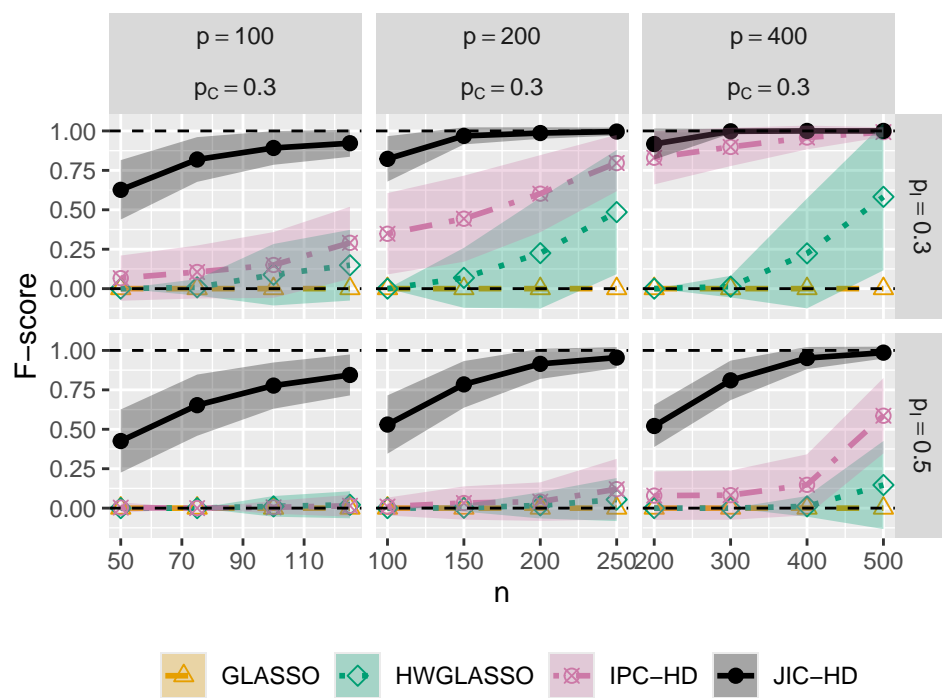 p = 100 p = 200 p = 400
p_C = 0.3 p_C = 0.3 p_C = 0.3
F−score
1.00
0.75
0.50
0.25
0.00
p_I = 0.3
1.00
0.75
0.50
0.25
0.00
p_I = 0.5
50 70 90 110 100 150 200 250 200 300 400 500
n
GLASSO HWGLASSO IPC−HD JIC−HD